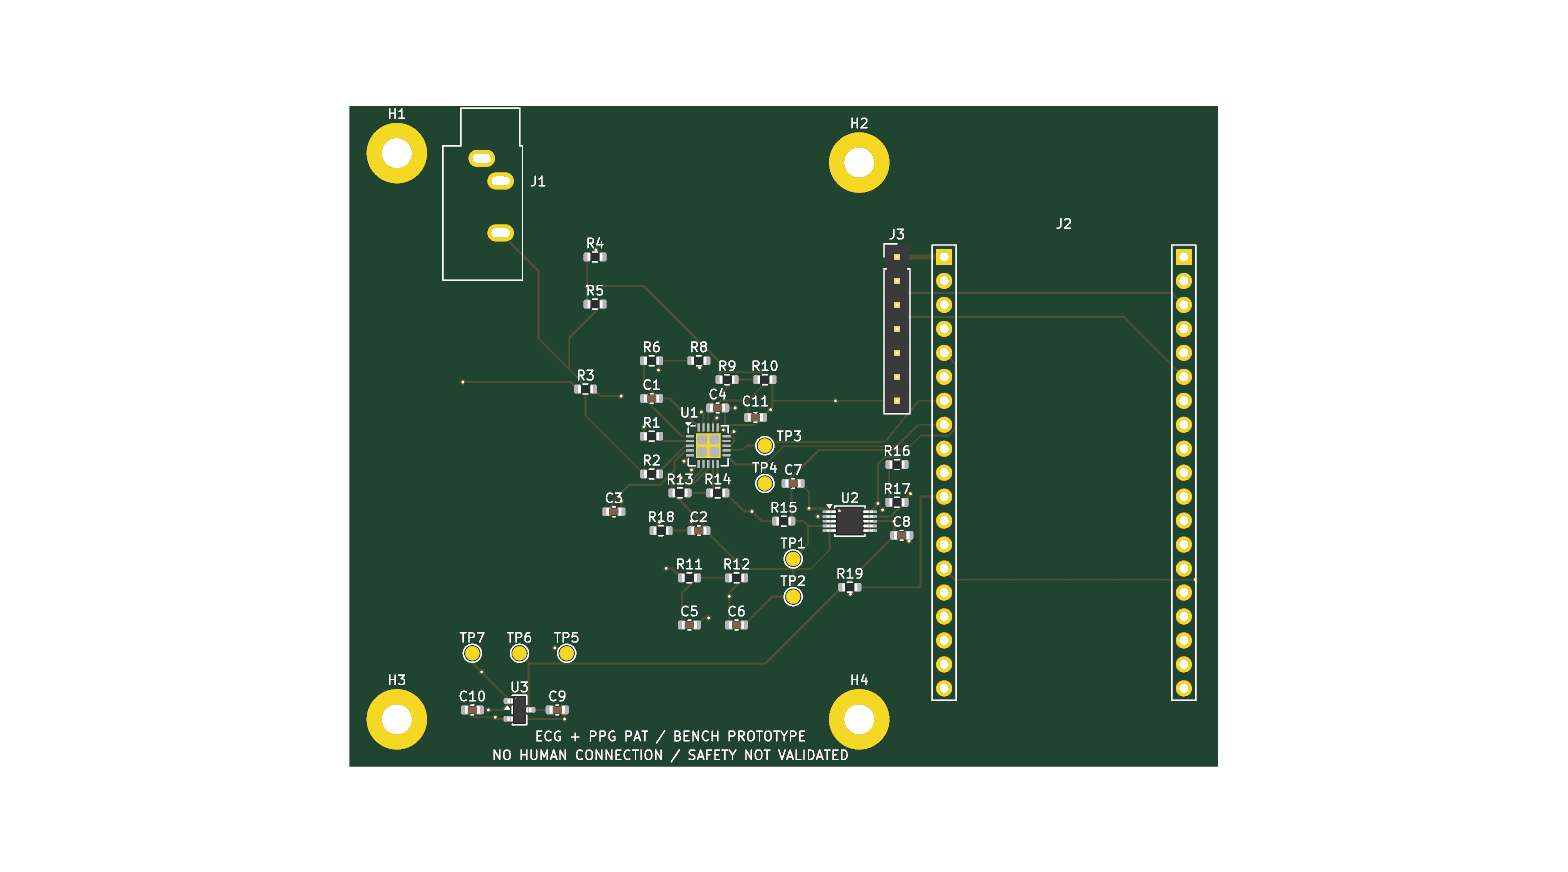 H1
H2
J1
J2
J3
R4
R5
R6
R8
R9
R10
R3
C1
C4
C11
U1
R1
TP3
R16
R2
TP4
C7
R13
R14
R17
C3
U2
R15
R18
C2
C8
TP1
R11
R12
R19
TP2
C5
C6
TP7
TP6
TP5
H3
H4
U3
C10
C9
ECG + PPG PAT / BENCH PROTOTYPE
NO HUMAN CONNECTION / SAFETY NOT VALIDATED